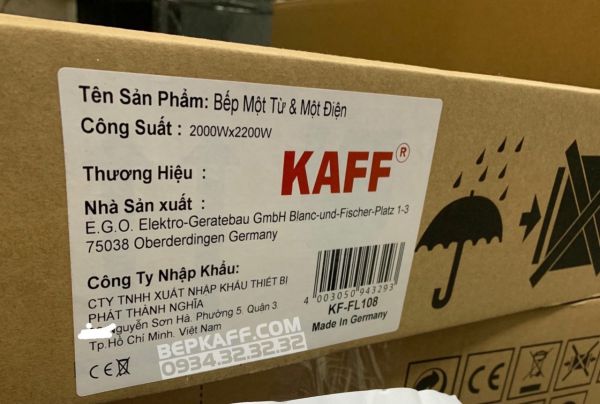 Tên Sản Phẩm: Bếp Một Từ & Một Điện
Công Suất : 2000Wx2200W
Thương Hiệu :
KAFF ®
Nhà Sản xuất :
E.G.O. Elektro-Geratebau GmbH Blanc-und-Fischer-Platz 1-3
75038 Oberderdingen Germany
Công Ty Nhập Khẩu:
CTY TNHH XUẤT NHẬP KHẨU THIẾT BỊ
PHÁT THÀNH NGHĨA
Nguyễn Sơn Hà. Phường 5. Quận 3.
Tp.Hồ Chí Minh. Việt Nam
4 003050 943293
KF-FL108
Made In Germany
CE
BEPKAFF.COM
0934.32.32.32